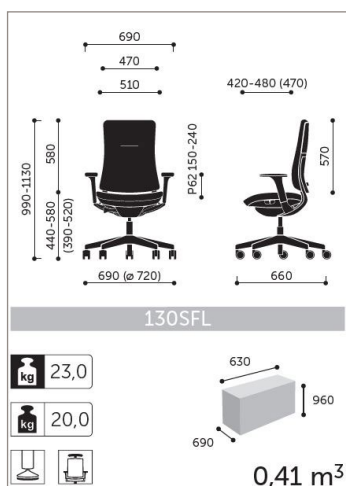 690
470
510
420-480 (470)
990-1130
580
440-580
(390-520)
P62 150-240
570
690 (ø 720)
660
130SFL
kg 23,0
kg 20,0
630
960
690
0,41 m³